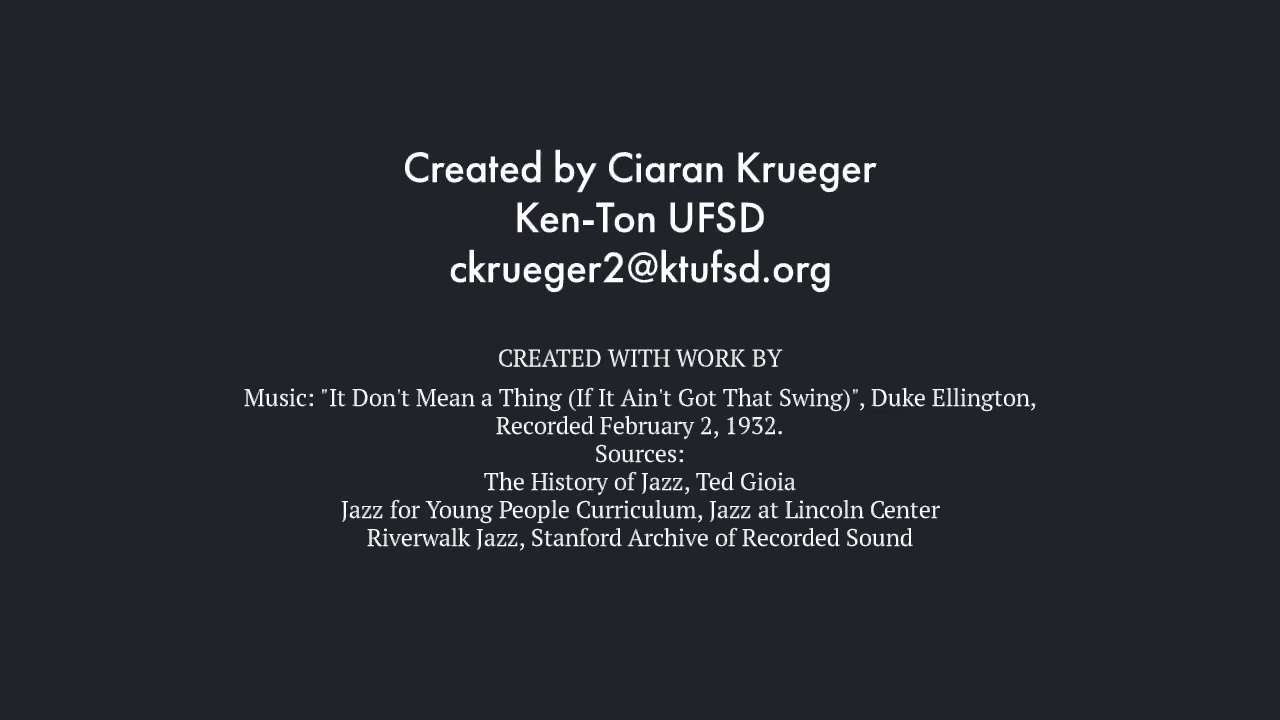 Created by Ciaran Krueger
Ken-Ton UFSD
ckrueger2@ktufsd.org
CREATED WITH WORK BY
Music: "It Don't Mean a Thing (If It Ain't Got That Swing)", Duke Ellington,
Recorded February 2, 1932.
Sources:
The History of Jazz, Ted Gioia
Jazz for Young People Curriculum, Jazz at Lincoln Center
Riverwalk Jazz, Stanford Archive of Recorded Sound